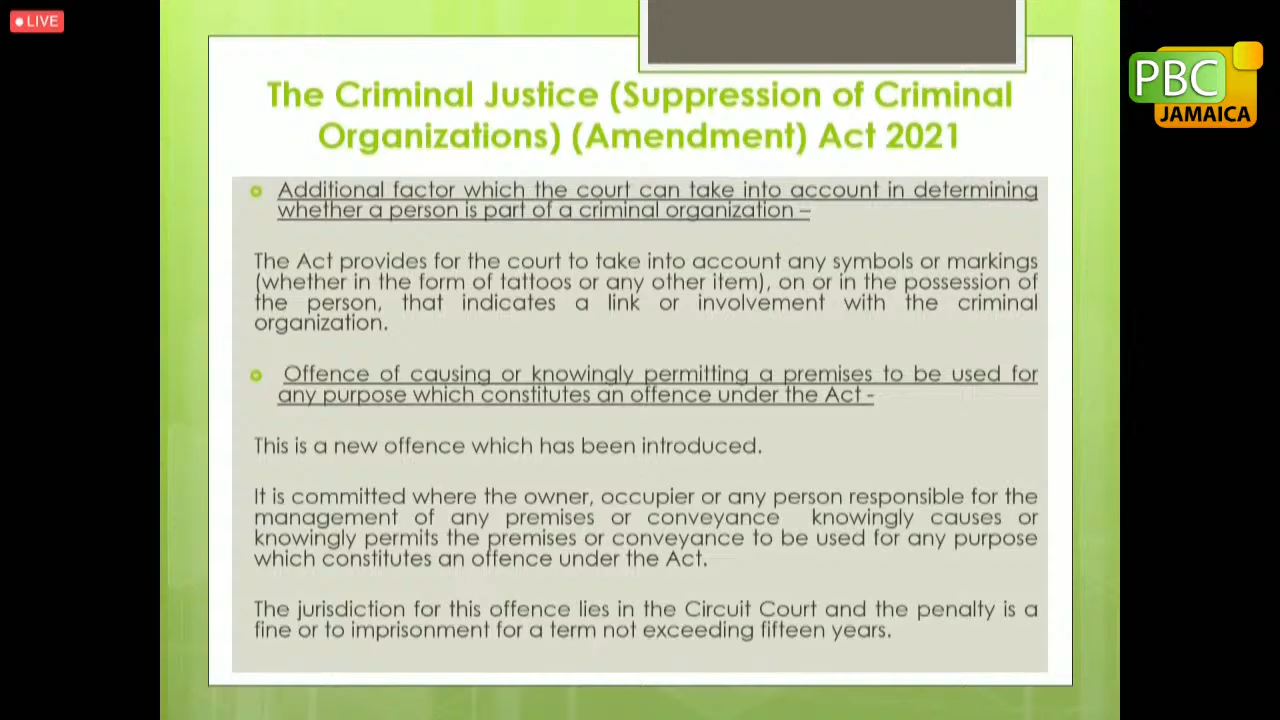 LIVE
PBC
JAMAICA
The Criminal Justice (Suppression of Criminal
Organizations) (Amendment) Act 2021
Additional factor which the court can take into account in determining
whether a person is part of a criminal organization –
The Act provides for the court to take into account any symbols or markings
(whether in the form of tattoos or any other item), on or in the possession of
the person, that indicates a link or involvement with the criminal
organization.
Offence of causing or knowingly permitting a premises to be used for
any purpose which constitutes an offence under the Act -
This is a new offence which has been introduced.
It is committed where the owner, occupier or any person responsible for the
management of any premises or conveyance knowingly causes or
knowingly permits the premises or conveyance to be used for any purpose
which constitutes an offence under the Act.
The jurisdiction for this offence lies in the Circuit Court and the penalty is a
fine or to imprisonment for a term not exceeding fifteen years.